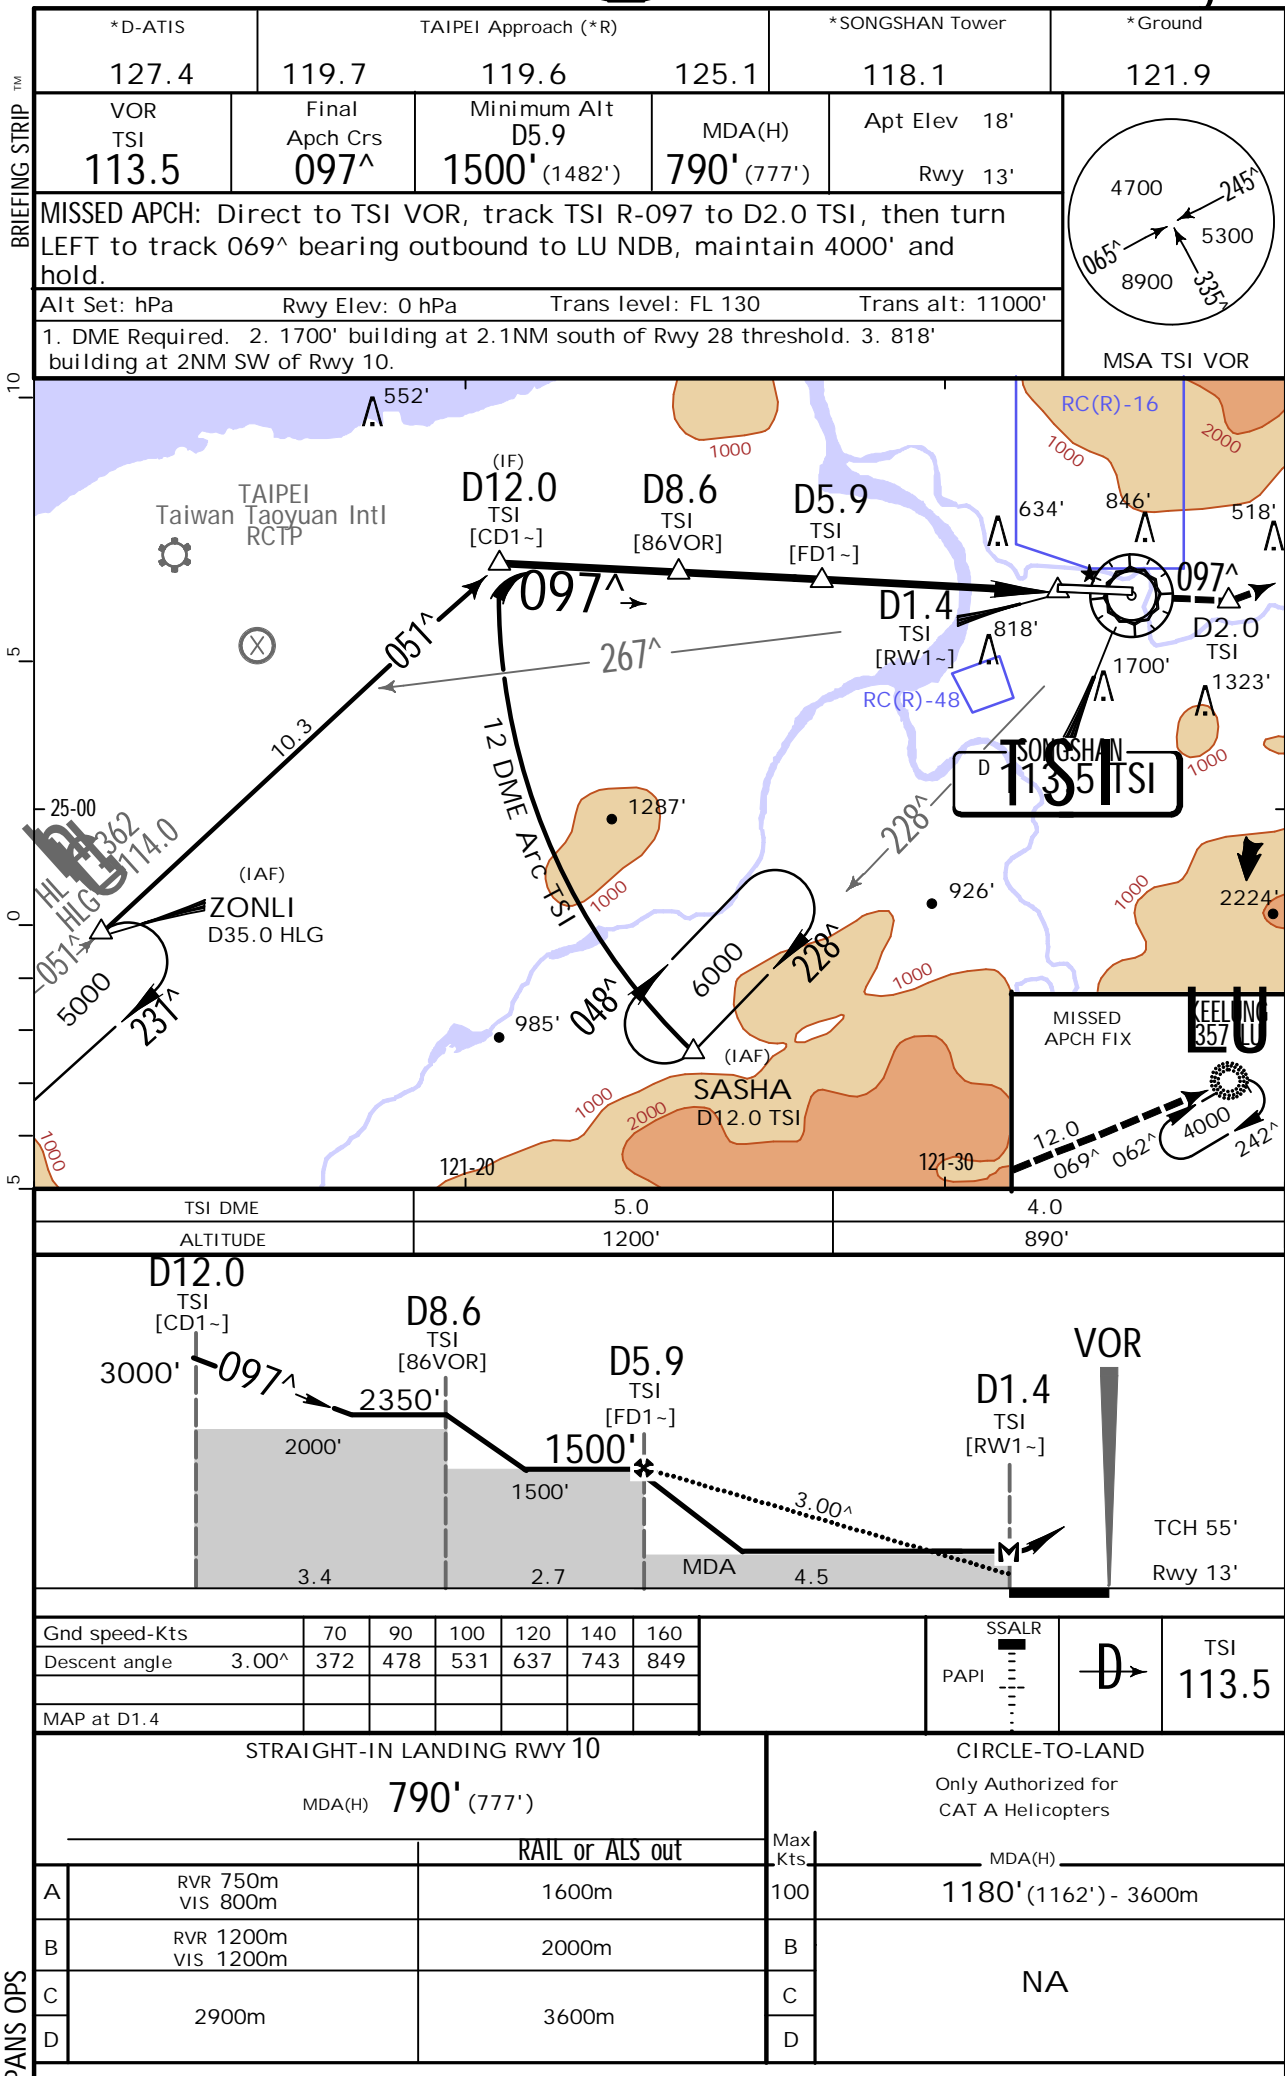 *D-ATIS
127.4
TAIPEI Approach (*R)
119.7 119.6 125.1
*SONGSHAN Tower
118.1
*Ground
121.9
BRIEFING STRIP TM
VOR
TSI
113.5
Final
Apch Crs
097^
Minimum Alt
D5.9
1500' (1482')
MDA(H)
790' (777')
Apt Elev 18'
Rwy 13'
MISSED APCH: Direct to TSI VOR, track TSI R-097 to D2.0 TSI, then turn
LEFT to track 069^ bearing outbound to LU NDB, maintain 4000' and
hold.
Alt Set: hPa Rwy Elev: 0 hPa Trans level: FL 130 Trans alt: 11000'
1. DME Required. 2. 1700' building at 2.1NM south of Rwy 28 threshold. 3. 818'
building at 2NM SW of Rwy 10.
4700
245^
5300
065^
8900
335^
MSA TSI VOR
10
5
0
5
552'
1000
RC(R)-16
1000
2000
TAIPEI
Taiwan Taoyuan Intl
RCTP
(IF)
D12.0
TSI
[CD1~]
D8.6
TSI
[86VOR]
D5.9
TSI
[FD1~]
634'
846'
518'
097^
097^
D1.4
TSI
[RW1~]
D2.0
TSI
051^
267^
818'
1700'
1323'
RC(R)-48
10.3
12 DME Arc TSI
SONGSHAN
D 113.5 TSI
TSI
1000
25-00
1287'
228^
HL 362
HLG 114.0
(IAF)
ZONLI
D35.0 HLG
1000
926'
1000
2224'
051^
5000
231^
048^
6000
228^
1000
985'
(IAF)
SASHA
D12.0 TSI
MISSED
APCH FIX
KEELUNG
357 LU
LU
1000
2000
12.0
069^
062^
4000
242^
1000
121-20
121-30
TSI DME 5.0 4.0
ALTITUDE 1200' 890'
D12.0
TSI
[CD1~]
D8.6
TSI
[86VOR]
D5.9
TSI
[FD1~]
D1.4
TSI
[RW1~]
VOR
3000'
097^
2350'
2000'
1500'
1500'
3.00^
TCH 55'
MDA
M
Rwy 13'
3.4 2.7 4.5
Gnd speed-Kts 70 90 100 120 140 160
Descent angle 3.00^ 372 478 531 637 743 849
MAP at D1.4
SSALR
PAPI
D
TSI
113.5
STRAIGHT-IN LANDING RWY 10
MDA(H) 790' (777')
RAIL or ALS out
CIRCLE-TO-LAND
Only Authorized for
CAT A Helicopters
Max
Kts
MDA(H)
A
RVR 750m
VIS 800m
1600m
100
1180' (1162') - 3600m
B
RVR 1200m
VIS 1200m
2000m
B
NA
C
D
2900m
3600m
C
D
PANS OPS